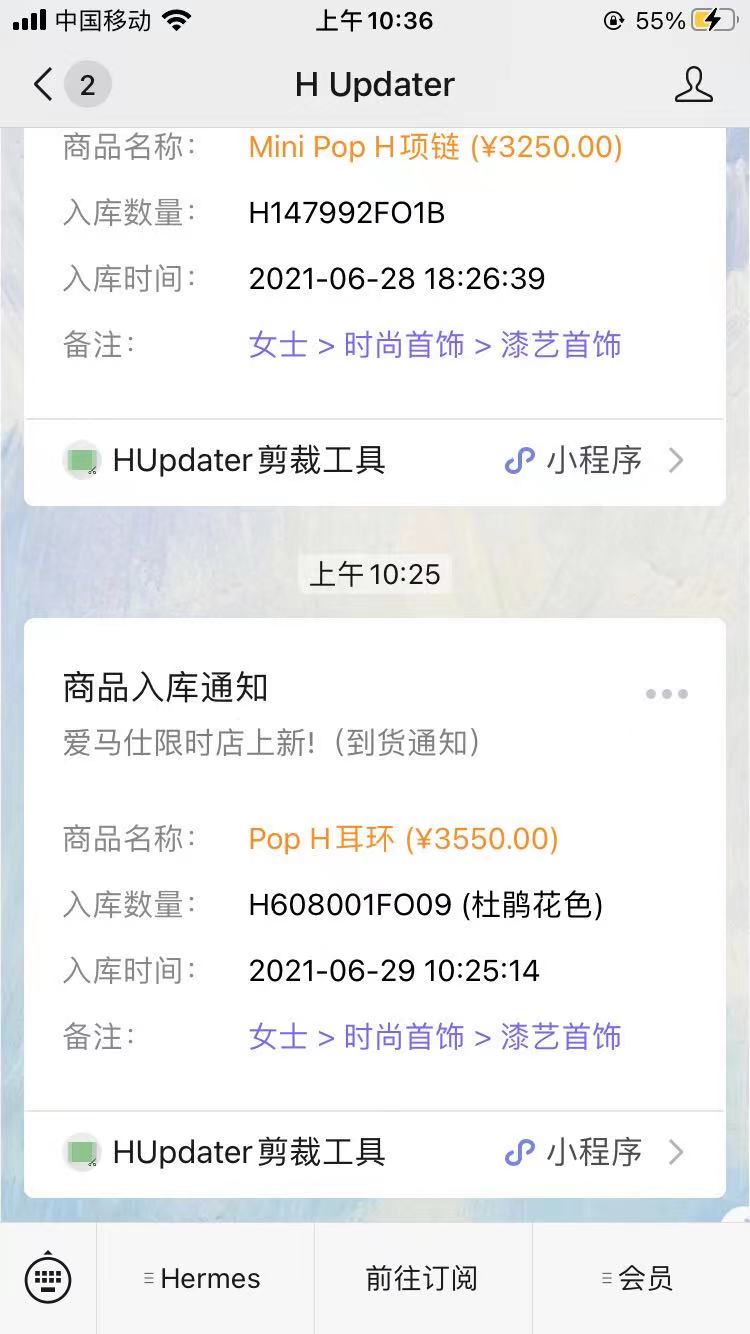 中国移动 上午10:36 55%
2 H Updater
商品名称： Mini Pop H项链 (¥3250.00)
入库数量： H147992FO1B
入库时间： 2021-06-28 18:26:39
备注： 女士 > 时尚首饰 > 漆艺首饰
HUpdater剪裁工具 小程序
上午10:25
商品入库通知
爱马仕限时店上新!（到货通知）
商品名称： Pop H耳环 (¥3550.00)
入库数量： H608001FO09 (杜鹃花色)
入库时间： 2021-06-29 10:25:14
备注： 女士 > 时尚首饰 > 漆艺首饰
HUpdater剪裁工具 小程序
Hermes 前往订阅 会员